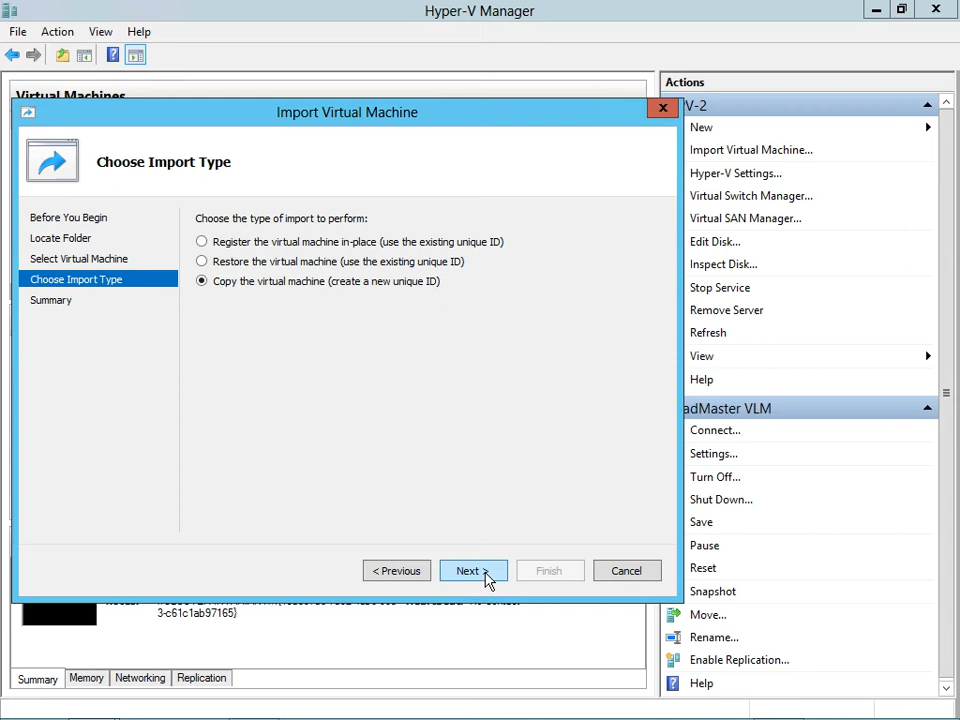 Hyper-V Manager
File Action View Help
Virtual Machines
Import Virtual Machine
Choose Import Type
Before You Begin
Locate Folder
Select Virtual Machine
Choose Import Type
Summary
Choose the type of import to perform:
Register the virtual machine in-place (use the existing unique ID)
Restore the virtual machine (use the existing unique ID)
Copy the virtual machine (create a new unique ID)
< Previous
Next >
Finish
Cancel
3-c61c1ab97165}
Summary Memory Networking Replication
Actions
V-2
New
Import Virtual Machine...
Hyper-V Settings...
Virtual Switch Manager...
Virtual SAN Manager...
Edit Disk...
Inspect Disk...
Stop Service
Remove Server
Refresh
View
Help
adMaster VLM
Connect...
Settings...
Turn Off...
Shut Down...
Save
Pause
Reset
Snapshot
Move...
Rename...
Enable Replication...
Help